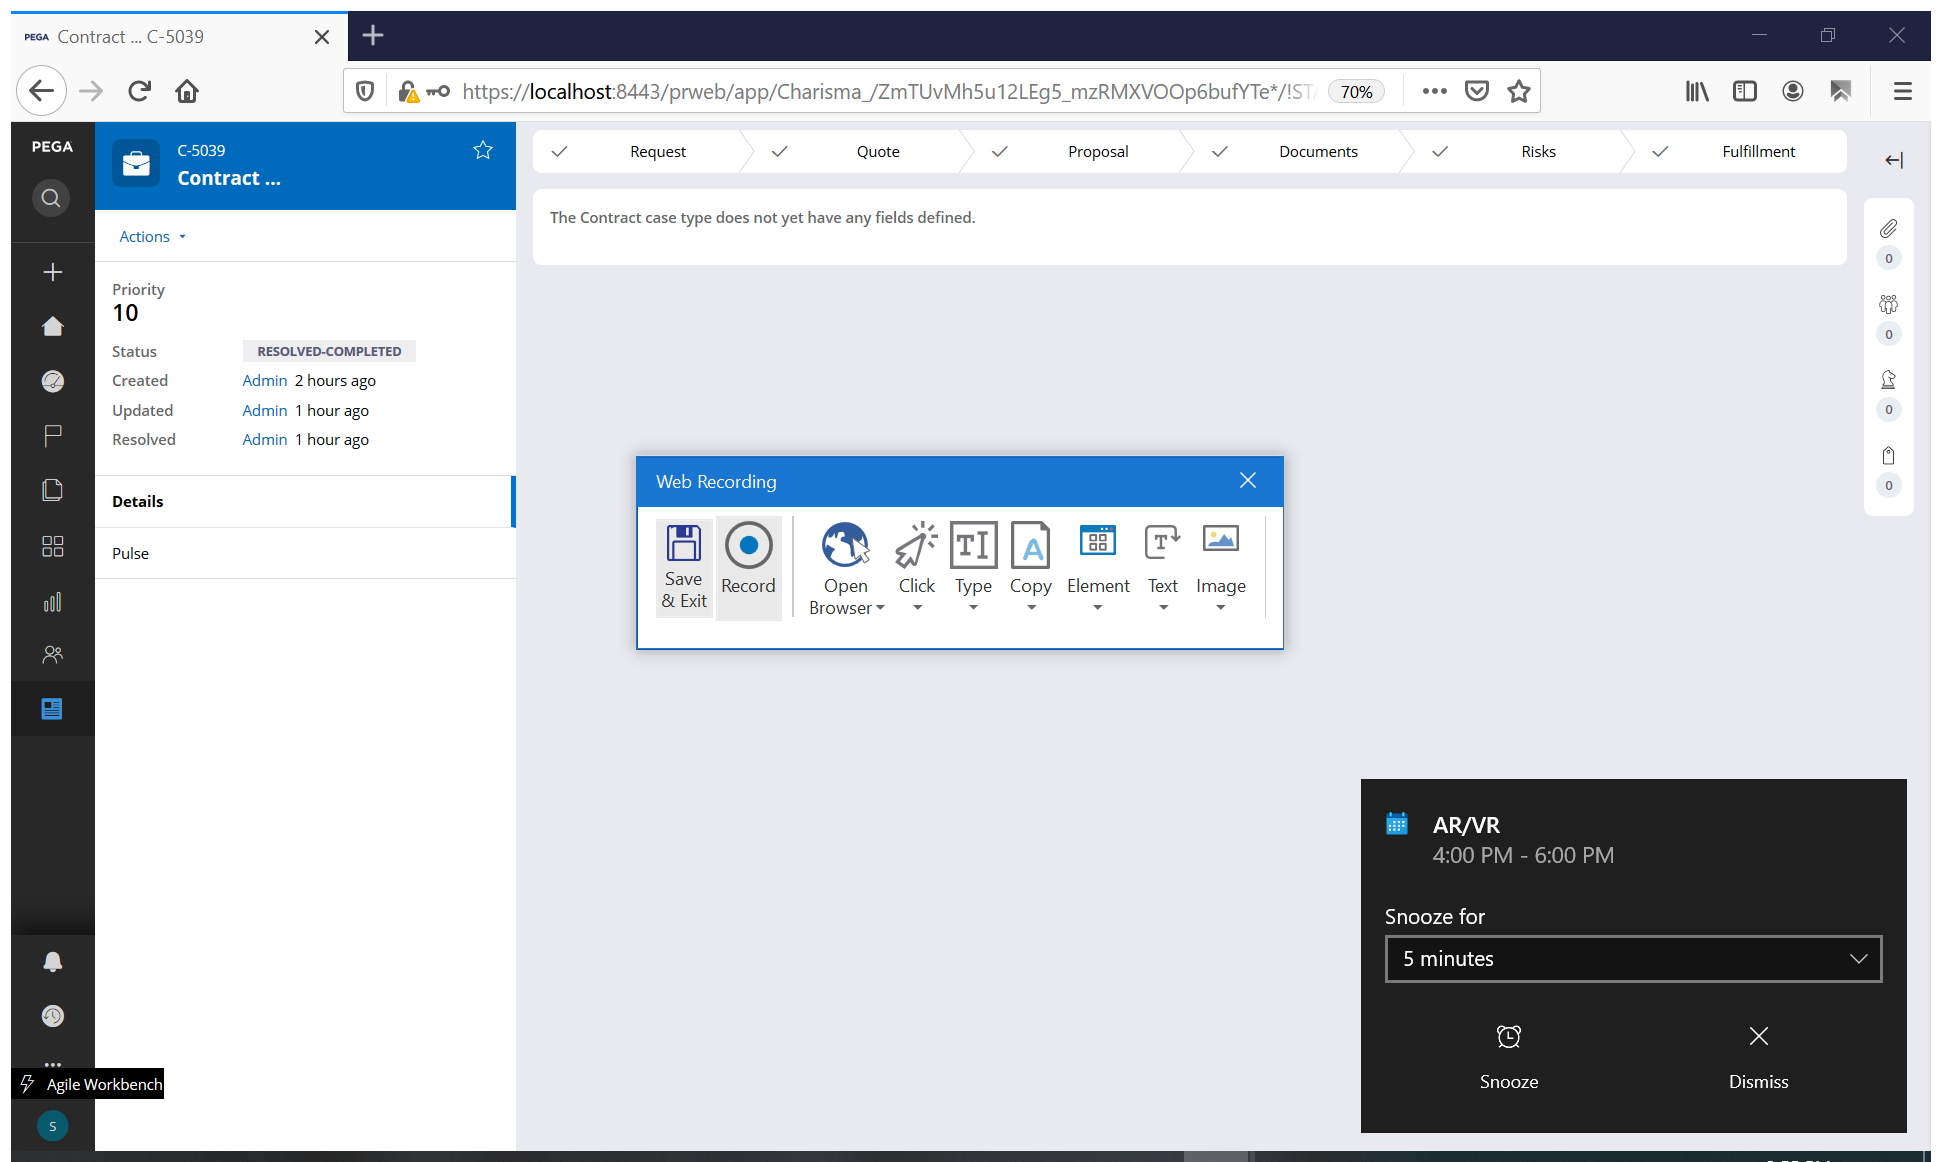 PEGA Contract ... C-5039
https://localhost:8443/prweb/app/Charisma_/ZmTUvMh5u12LEg5_mzRMXVOOp6bufYTe*/!ST
70%
PEGA
C-5039
Contract ...
Actions
Priority
10
Status RESOLVED-COMPLETED
Created Admin 2 hours ago
Updated Admin 1 hour ago
Resolved Admin 1 hour ago
Details
Pulse
Agile Workbench
S
Request Quote Proposal Documents Risks Fulfillment
The Contract case type does not yet have any fields defined.
0
0
0
0
Web Recording
Save
& Exit
Record
Open
Browser
Click
Type
Copy
Element
Text
Image
AR/VR
4:00 PM - 6:00 PM
Snooze for
5 minutes
Snooze
Dismiss